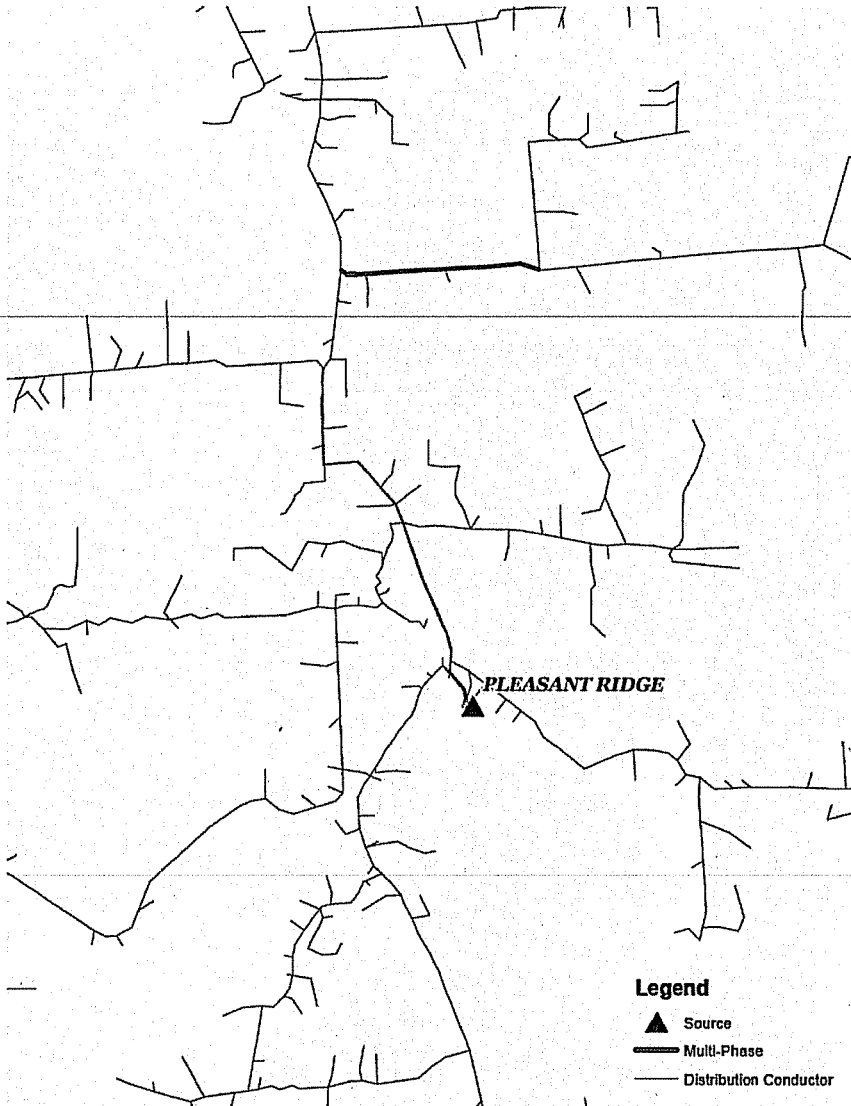 PLEASANT RIDGE
Legend
Source
Multi-Phase
Distribution Conductor